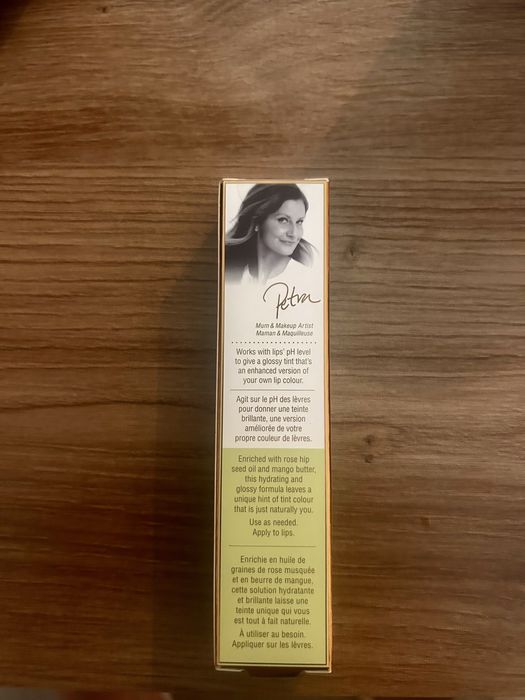 Petra
Mum & Makeup Artist
Maman & Maquilleuse
Works with lips' pH level
to give a glossy tint that's
an enhanced version of
your own lip colour.
Agit sur le pH des lèvres
pour donner une teinte
brillante, une version
améliorée de votre
propre couleur de lèvres.
Enriched with rose hip
seed oil and mango butter,
this hydrating and
glossy formula leaves a
unique hint of tint colour
that is just naturally you.
Use as needed.
Apply to lips.
Enrichie en huile de
graines de rose musquée
et en beurre de mangue,
cette solution hydratante
et brillante laisse une
teinte unique qui vous
est tout à fait naturelle.
À utiliser au besoin.
Appliquer sur les lèvres.